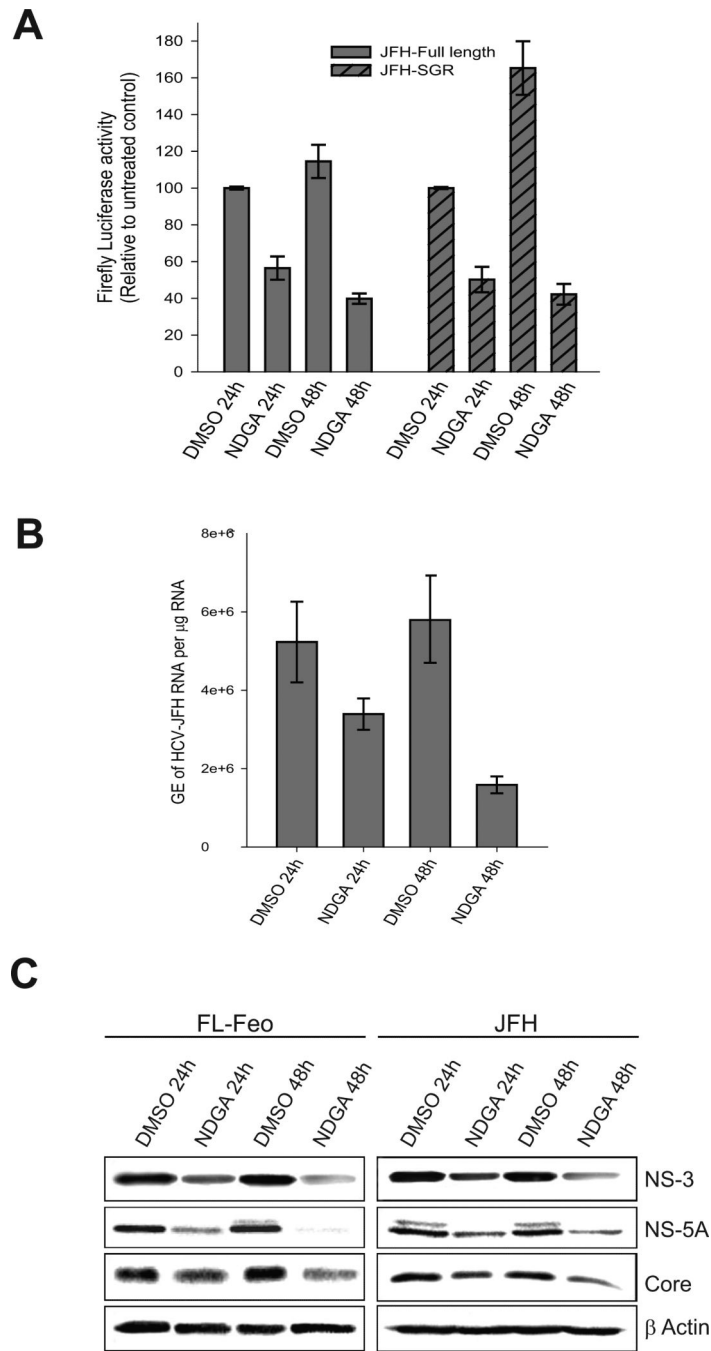 A
JFH-Full length
JFH-SGR
Firefly Luciferase activity
(Relative to untreated control)
180
160
140
120
100
80
60
40
20
0
DMSO 24h
NDGA 24h
DMSO 48h
NDGA 48h
DMSO 24h
NDGA 24h
DMSO 48h
NDGA 48h
B
GE of HCV-JFH RNA per µg RNA
8e+6
6e+6
4e+6
2e+6
0
DMSO 24h
NDGA 24h
DMSO 48h
NDGA 48h
C
FL-Feo
JFH
DMSO 24h
NDGA 24h
DMSO 48h
NDGA 48h
DMSO 24h
NDGA 24h
DMSO 48h
NDGA 48h
NS-3
NS-5A
Core
β Actin